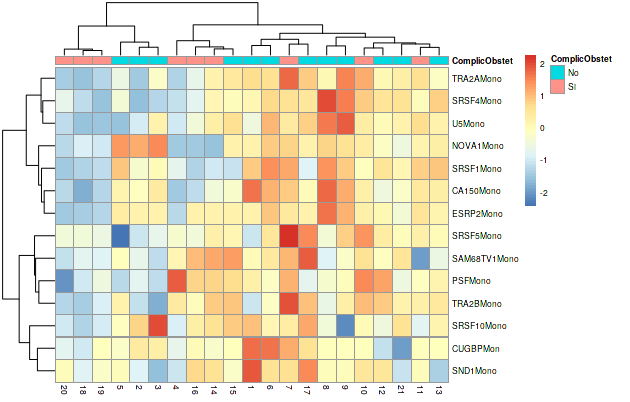 ComplicObstet
TRA2AMono
SRSF4Mono
U5Mono
NOVA1Mono
SRSF1Mono
CA150Mono
ESRP2Mono
SRSF5Mono
SAM68TV1Mono
PSFMono
TRA2BMono
SRSF10Mono
CUGBPMon
SND1Mono
20 18 19 5 2 3 4 16 14 15 1 6 7 17 8 9 10 12 21 11 13
2
1
0
-1
-2
ComplicObstet
No
SI